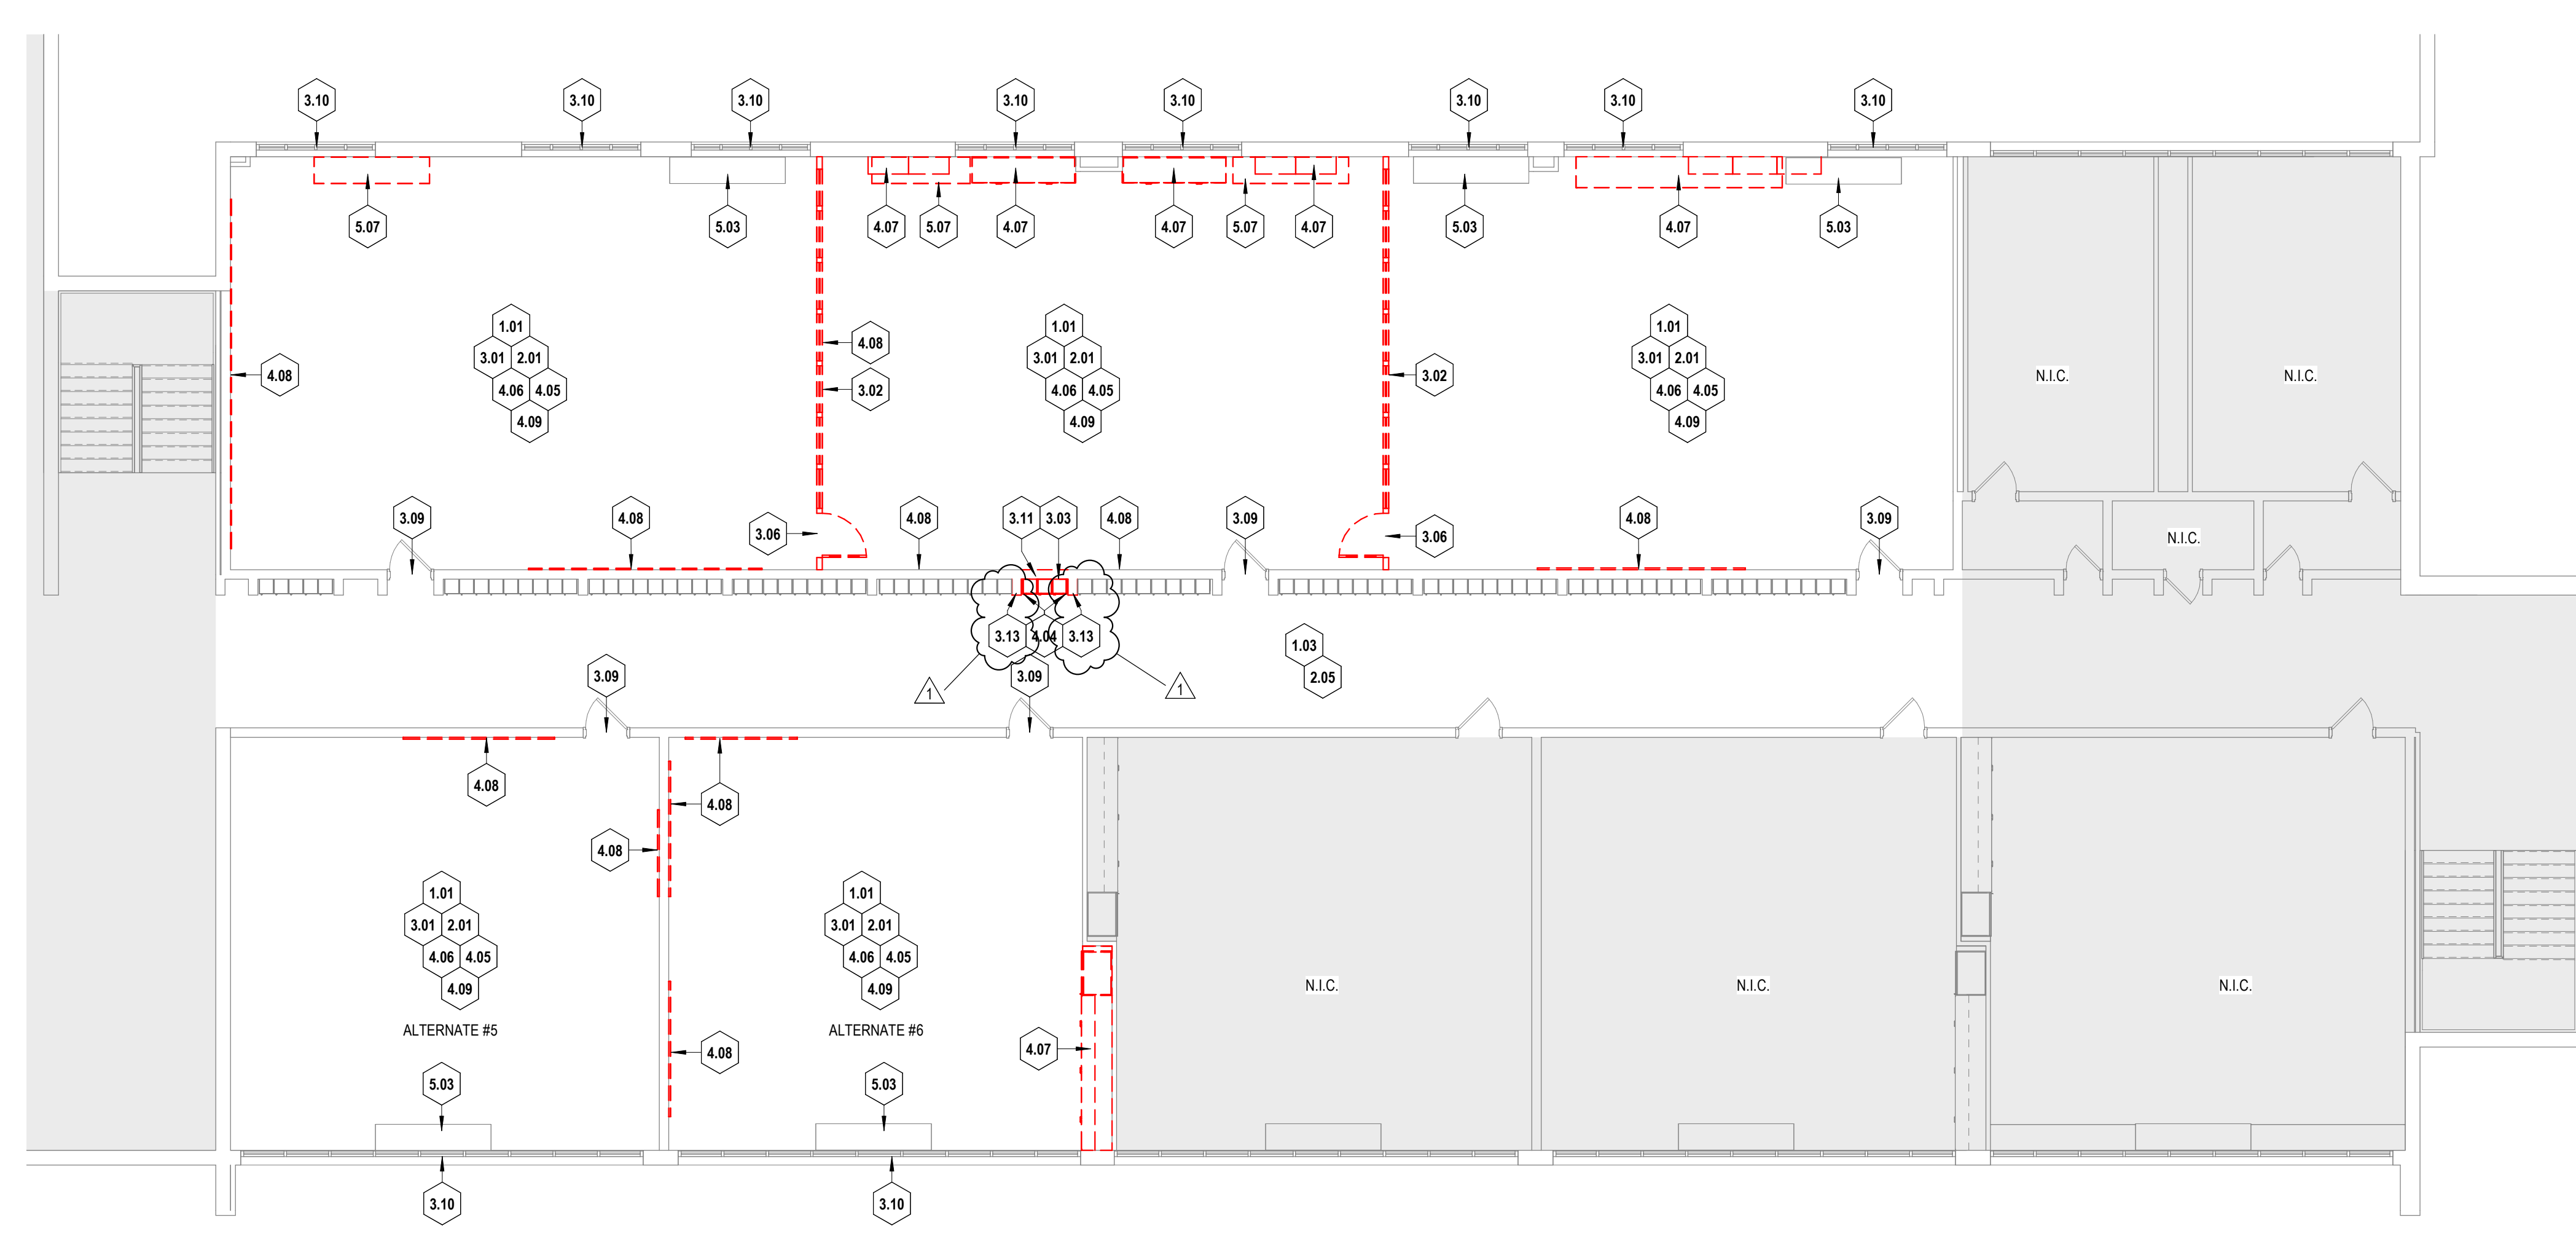 3.10 3.10 3.10 3.10 3.10 3.10 3.10 3.10
5.07 5.03 4.07 5.07 4.07 4.07 5.07 4.07 5.03 4.07 5.03
1.01 1.01 1.01
4.08 3.01 2.01 4.08 3.01 2.01 3.02 3.01 2.01 N.I.C. N.I.C.
4.06 4.05 3.02 4.06 4.05 4.06 4.05
4.09 4.09 4.09
3.09 4.08 3.06 4.08 3.11 3.03 4.08 3.09 3.06 4.08 3.09 N.I.C.
3.13 4.04 3.13 1.03
3.09 1 3.09 1 2.05
4.08 4.08
4.08
1.01 1.01
3.01 2.01 3.01 2.01
4.06 4.05 4.06 4.05
4.09 4.09 N.I.C. N.I.C. N.I.C.
ALTERNATE #5 ALTERNATE #6
4.08 4.07
5.03 5.03
3.10 3.10